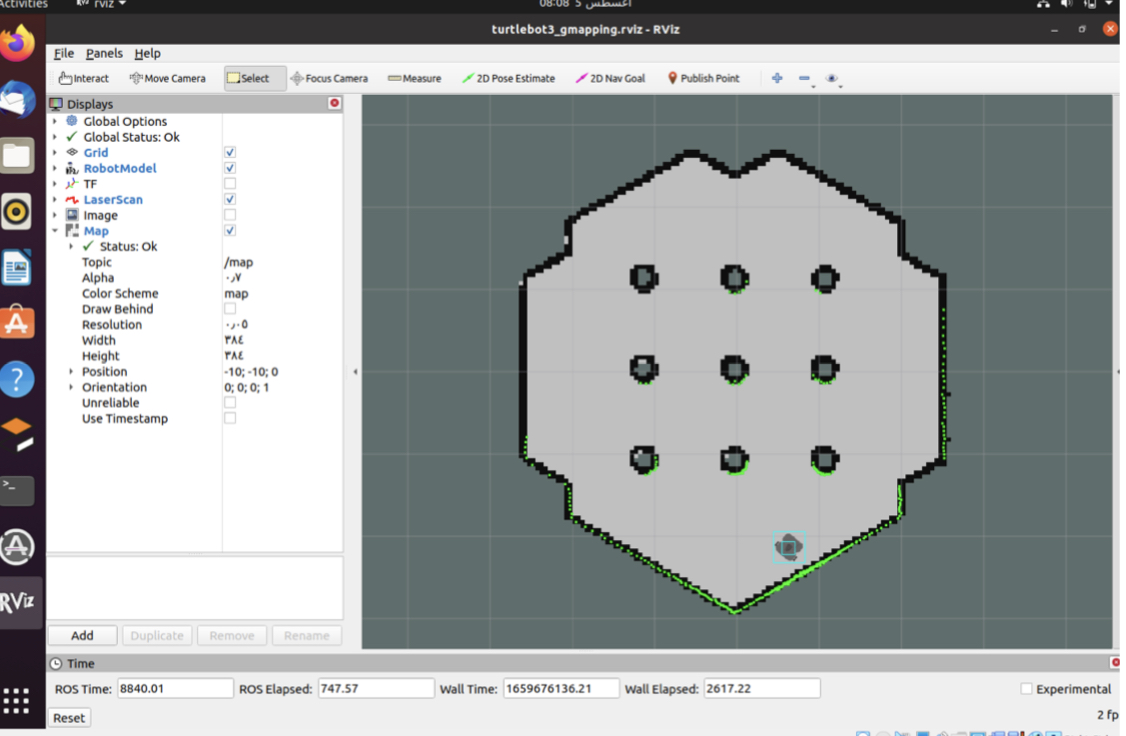 Activities rviz 08:08 5 أغسطس
turtlebot3_gmapping.rviz - RViz
File Panels Help
Interact Move Camera Select Focus Camera Measure 2D Pose Estimate 2D Nav Goal Publish Point
Displays
Global Options
Global Status: Ok
Grid
RobotModel
TF
LaserScan
Image
Map
Status: Ok
Topic /map
Alpha ٠٫٧
Color Scheme map
Draw Behind
Resolution ٠٫٠٥
Width ٣٨٤
Height ٣٨٤
Position -10; -10; 0
Orientation 0; 0; 0; 1
Unreliable
Use Timestamp
RViz
Add Duplicate Remove Rename
Time
ROS Time: 8840.01 ROS Elapsed: 747.57 Wall Time: 1659676136.21 Wall Elapsed: 2617.22 Experimental
Reset 2 fp